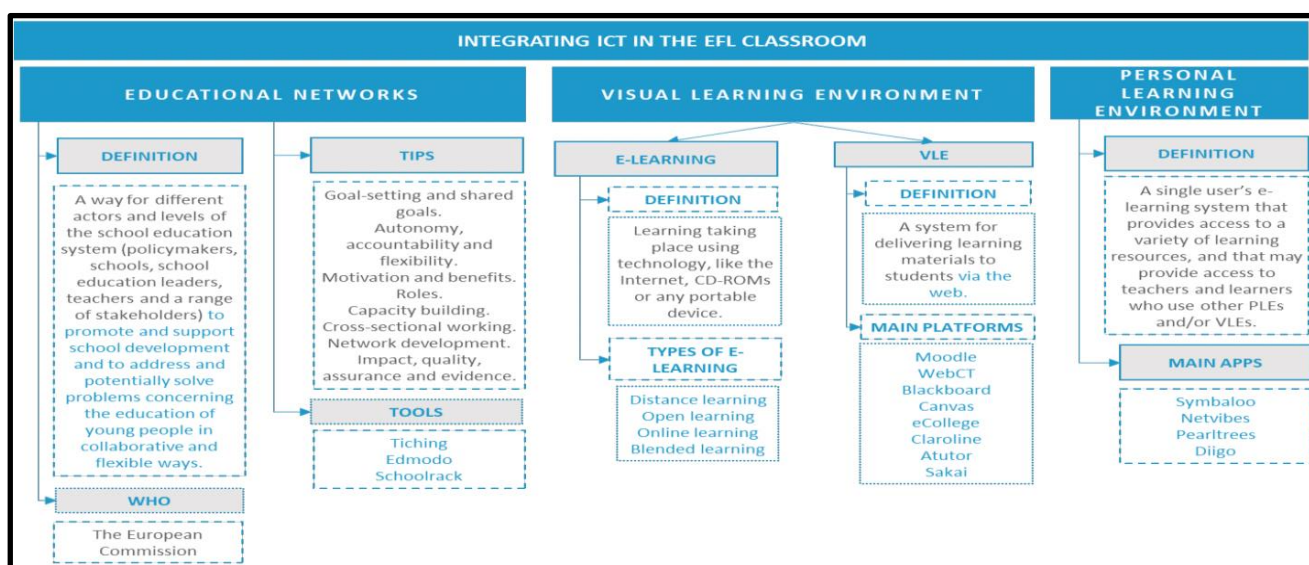 INTEGRATING ICT IN THE EFL CLASSROOM
EDUCATIONAL NETWORKS
DEFINITION
A way for different
actors and levels of
the school education
system (policymakers,
schools, school
education leaders,
teachers and a range
of stakeholders) to
promote and support
school development
and to address and
potentially solve
problems concerning
the education of
young people in
collaborative and
flexible ways.
WHO
The European
Commission
TIPS
Goal-setting and shared
goals.
Autonomy,
accountability and
flexibility.
Motivation and benefits.
Roles.
Capacity building.
Cross-sectional working.
Network development.
Impact, quality,
assurance and evidence.
TOOLS
Tiching
Edmodo
Schoolrack
VISUAL LEARNING ENVIRONMENT
E-LEARNING
DEFINITION
Learning taking
place using
technology, like the
Internet, CD-ROMs
or any portable
device.
TYPES OF E-
LEARNING
Distance learning
Open learning
Online learning
Blended learning
VLE
DEFINITION
A system for
delivering learning
materials to
students via the
web.
MAIN PLATFORMS
Moodle
WebCT
Blackboard
Canvas
eCollege
Claroline
Atutor
Sakai
PERSONAL
LEARNING
ENVIRONMENT
DEFINITION
A single user's e-
learning system that
provides access to a
variety of learning
resources, and that may
provide access to
teachers and learners
who use other PLEs
and/or VLEs.
MAIN APPS
Symbaloo
Netvibes
Pearltrees
Diigo